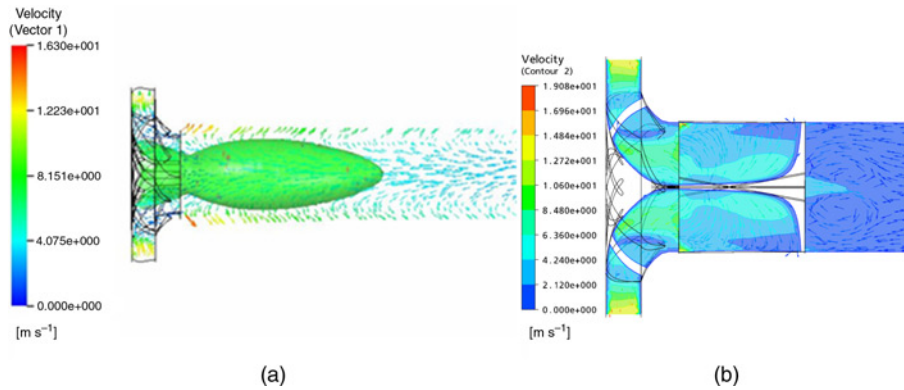 Velocity
(Vector 1)
1.630e+001
1.223e+001
8.151e+000
4.075e+000
0.000e+000
[m s⁻¹]
(a)
Velocity
(Contour 2)
1.908e+001
1.696e+001
1.484e+001
1.272e+001
1.060e+001
8.480e+000
6.360e+000
4.240e+000
2.120e+000
0.000e+000
[m s⁻¹]
(b)